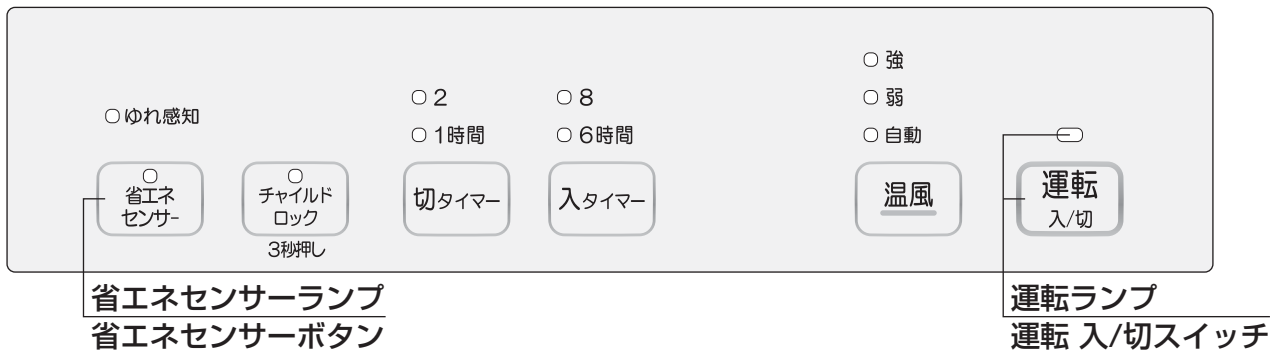 強
2
8
弱
ゆれ感知
1時間
6時間
自動
省エネ
センサー
チャイルド
ロック
切タイマー
入タイマー
温風
運転
入/切
3秒押し
省エネセンサーランプ
省エネセンサーボタン
運転ランプ
運転 入/切スイッチ